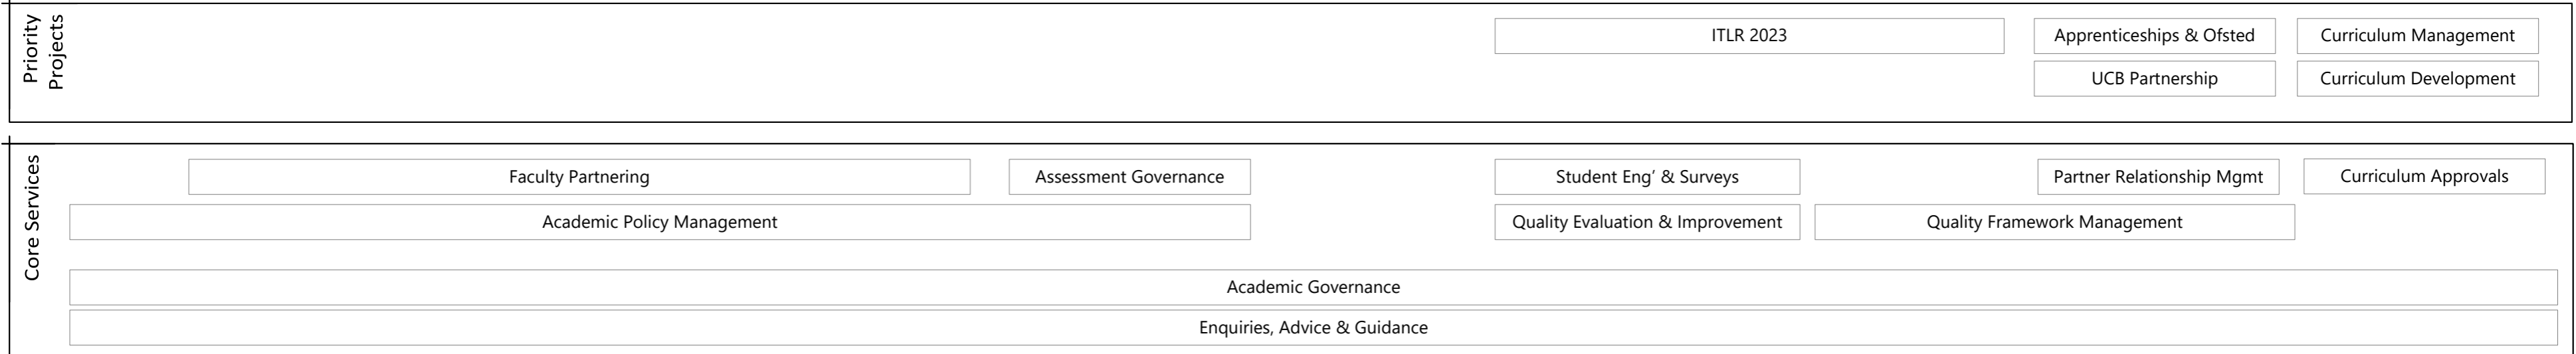 Priority
Projects
ITLR 2023
Apprenticeships & Ofsted
Curriculum Management
UCB Partnership
Curriculum Development
Core Services
Faculty Partnering
Assessment Governance
Student Eng’ & Surveys
Partner Relationship Mgmt
Curriculum Approvals
Academic Policy Management
Quality Evaluation & Improvement
Quality Framework Management
Academic Governance
Enquiries, Advice & Guidance